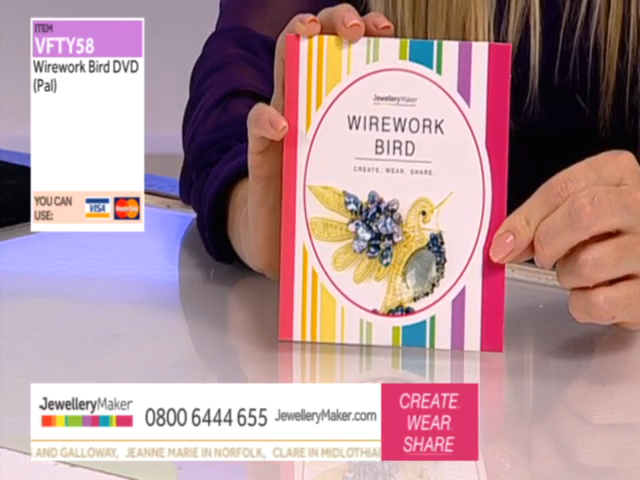 ITEM
VFTY58
Wirework Bird DVD
(Pal)
YOU CAN
USE:
VISA
MasterCard
JewelleryMaker
WIREWORK
BIRD
CREATE. WEAR. SHARE.
JewelleryMaker
0800 6444 655
JewelleryMaker.com
CREATE.
WEAR.
SHARE
AND GALLOWAY, JEANNE MARIE IN NORFOLK, CLARE IN MIDLOTHIA